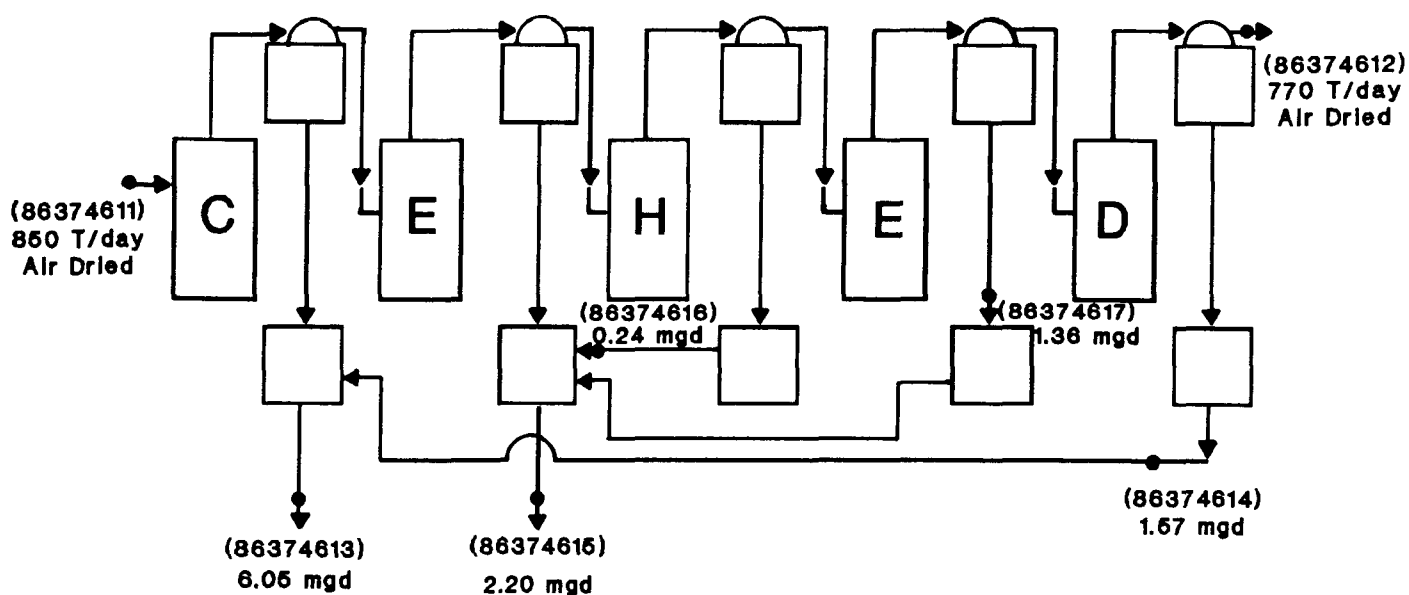 (86374612)
770 T/day
Air Dried
C
E
H
E
D
(86374611)
850 T/day
Air Dried
(86374616)
0.24 mgd
(86374617)
1.36 mgd
(86374614)
1.57 mgd
(86374613)
6.05 mgd
(86374615)
2.20 mgd